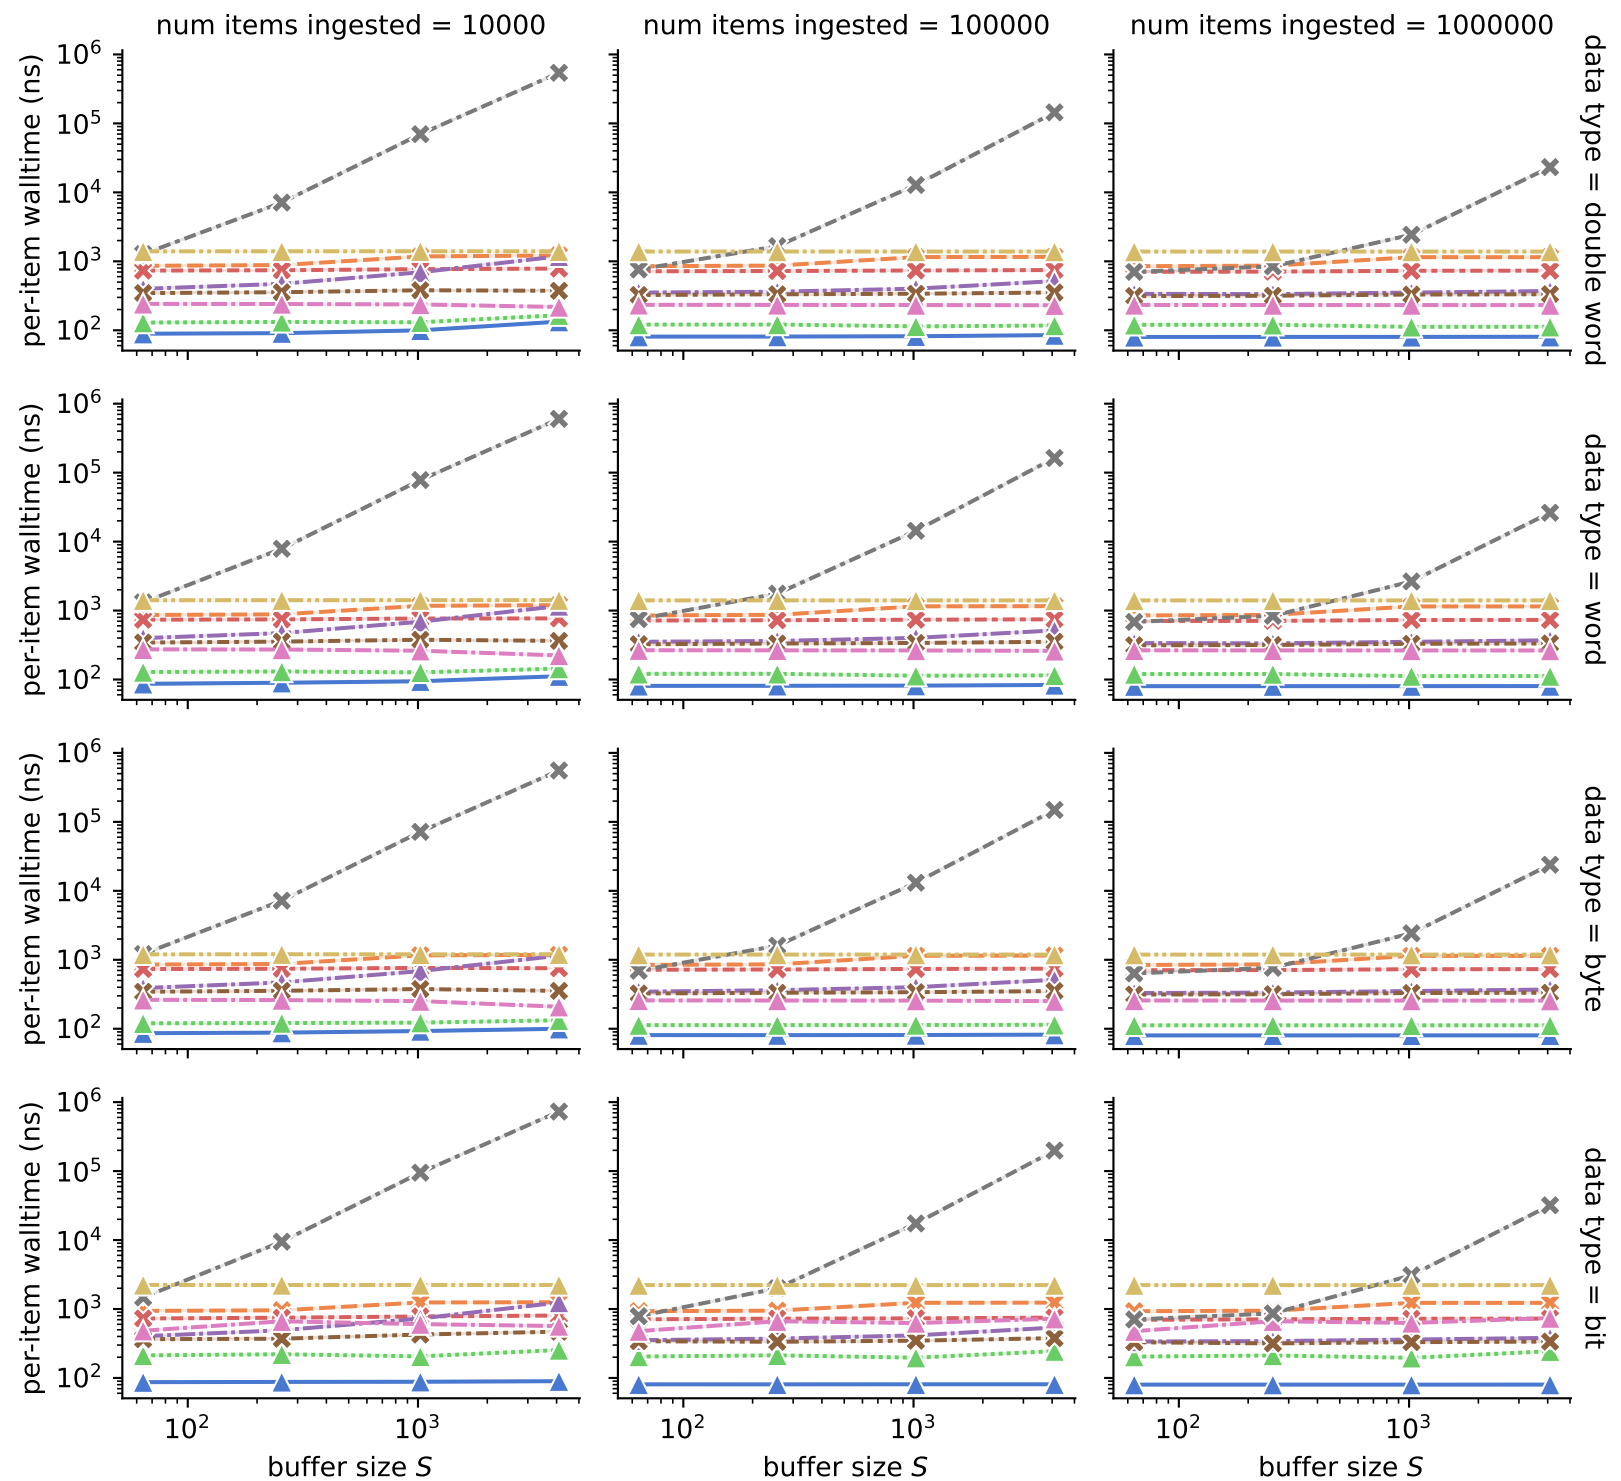 num items ingested = 10000
num items ingested = 100000
num items ingested = 1000000
per-item walltime (ns)
10^6
10^5
10^4
10^3
10^2
data type = double word
per-item walltime (ns)
10^6
10^5
10^4
10^3
10^2
data type = word
per-item walltime (ns)
10^6
10^5
10^4
10^3
10^2
data type = byte
per-item walltime (ns)
10^6
10^5
10^4
10^3
10^2
data type = bit
10^2 10^3
10^2 10^3
10^2 10^3
buffer size S
buffer size S
buffer size S